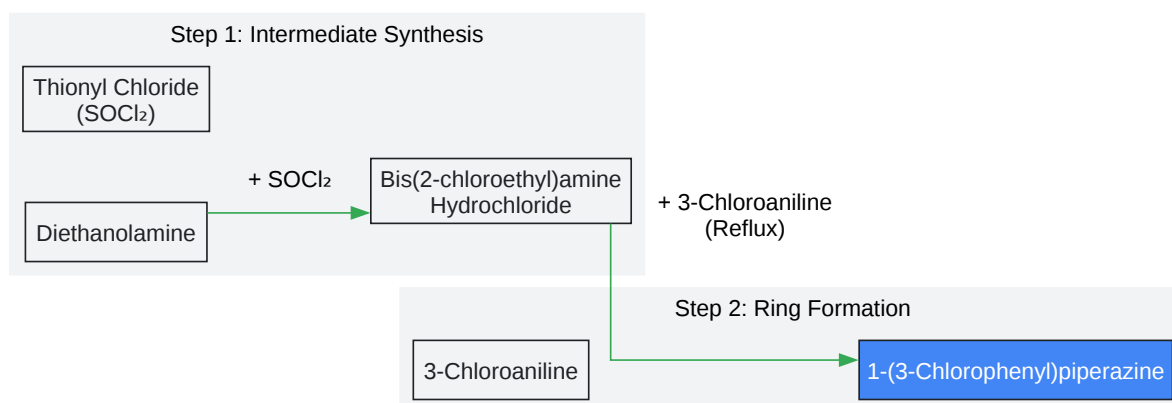 Step 1: Intermediate Synthesis
Thionyl Chloride
(SOCl₂)
+ SOCl₂
Bis(2-chloroethyl)amine
Hydrochloride
Diethanolamine
+ 3-Chloroaniline
(Reflux)
Step 2: Ring Formation
3-Chloroaniline
1-(3-Chlorophenyl)piperazine